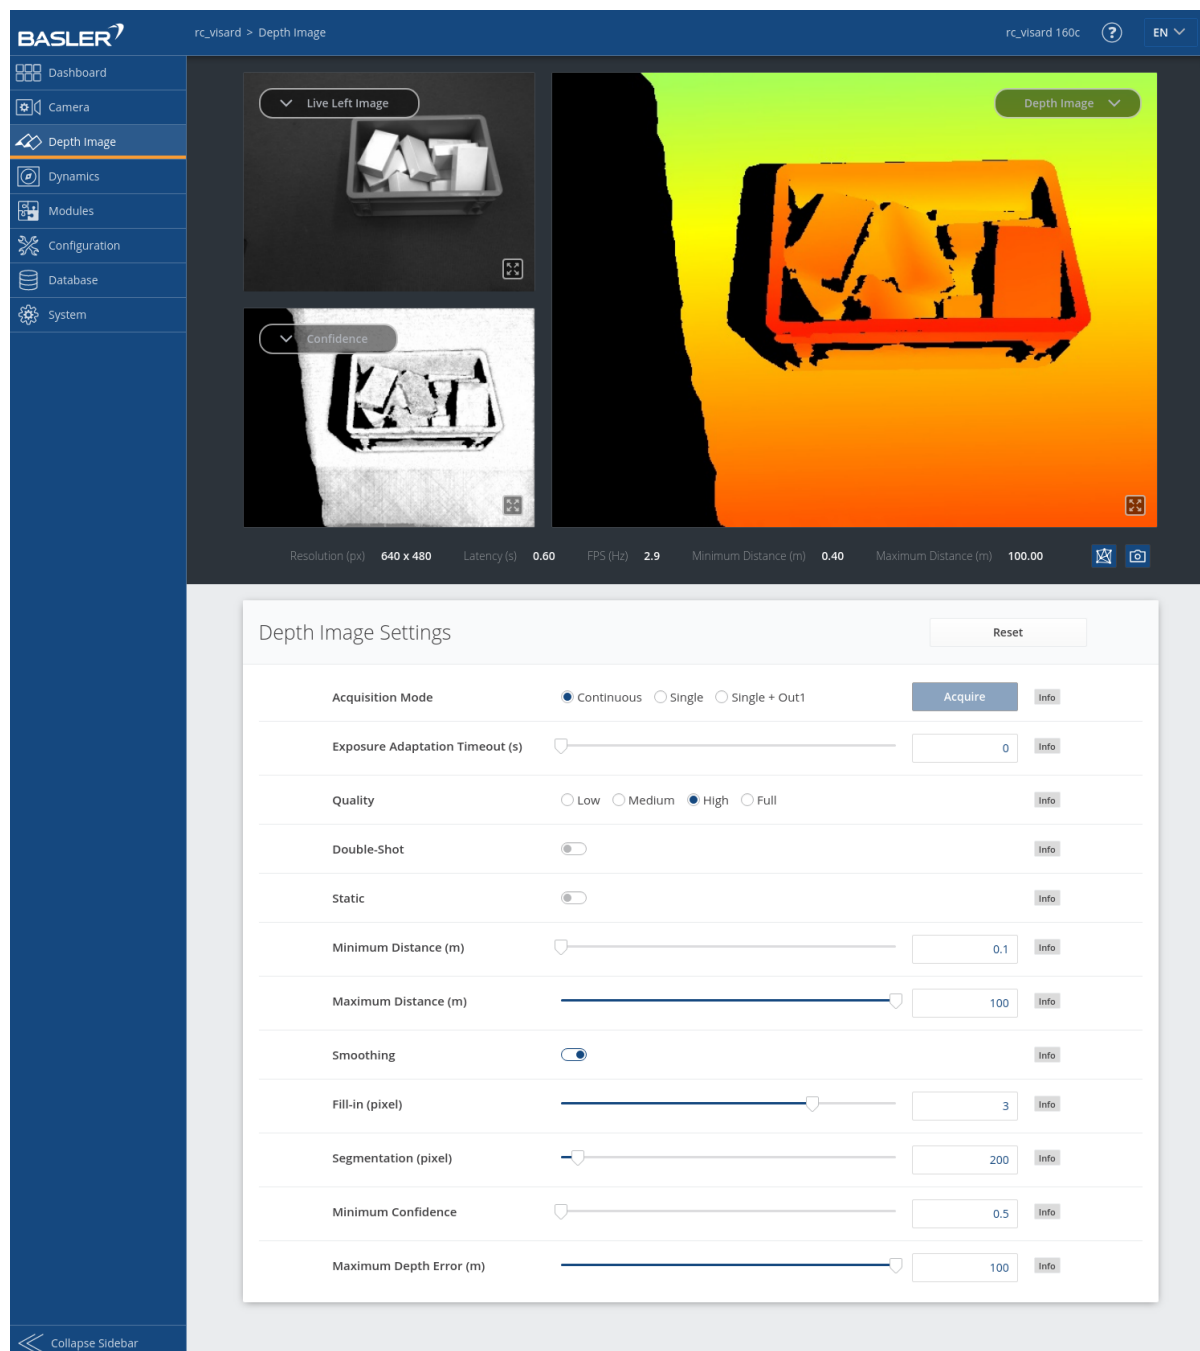 BASLER
rc_visard > Depth Image
rc_visard 160c
?
EN
Dashboard
Camera
Depth Image
Dynamics
Modules
Configuration
Database
System
Collapse Sidebar
Live Left Image
Confidence
Depth Image
Resolution (px) 640 x 480 Latency (s) 0.60 FPS (Hz) 2.9 Minimum Distance (m) 0.40 Maximum Distance (m) 100.00
Depth Image Settings Reset
Acquisition Mode Continuous Single Single + Out1 Acquire Info
Exposure Adaptation Timeout (s) 0 Info
Quality Low Medium High Full Info
Double-Shot Info
Static Info
Minimum Distance (m) 0.1 Info
Maximum Distance (m) 100 Info
Smoothing Info
Fill-in (pixel) 3 Info
Segmentation (pixel) 200 Info
Minimum Confidence 0.5 Info
Maximum Depth Error (m) 100 Info